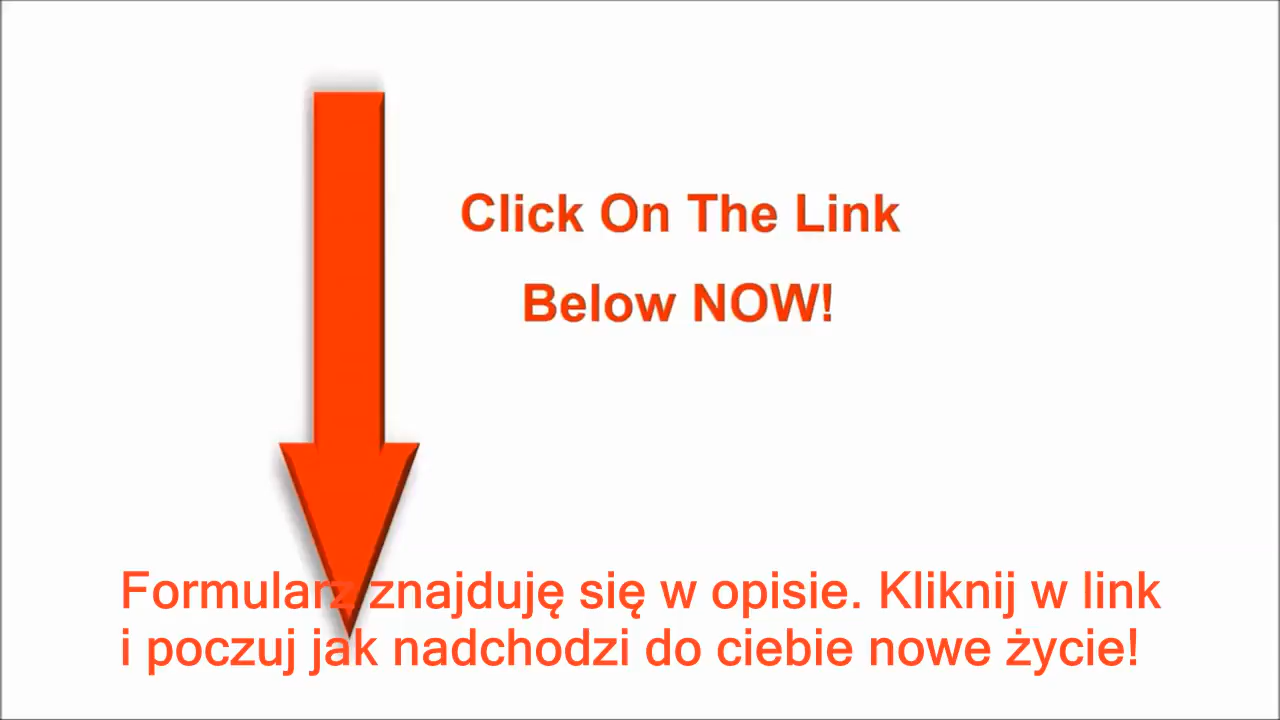 Click On The Link
Below NOW!
Formularz znajduję się w opisie. Kliknij w link
i poczuj jak nadchodzi do ciebie nowe życie!